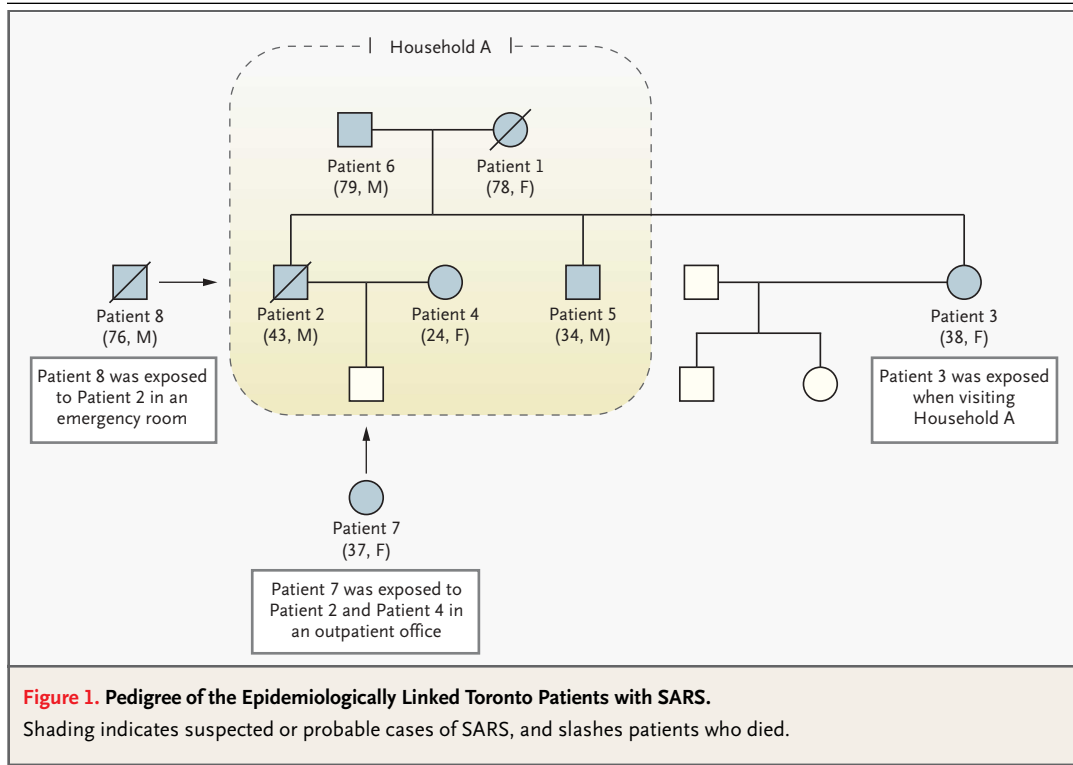 Household A
Patient 6
(79, M)
Patient 1
(78, F)
Patient 8
(76, M)
Patient 2
(43, M)
Patient 4
(24, F)
Patient 5
(34, M)
Patient 3
(38, F)
Patient 8 was exposed
to Patient 2 in an
emergency room
Patient 3 was exposed
when visiting
Household A
Patient 7
(37, F)
Patient 7 was exposed to
Patient 2 and Patient 4 in
an outpatient office
Figure 1. Pedigree of the Epidemiologically Linked Toronto Patients with SARS.
Shading indicates suspected or probable cases of SARS, and slashes patients who died.